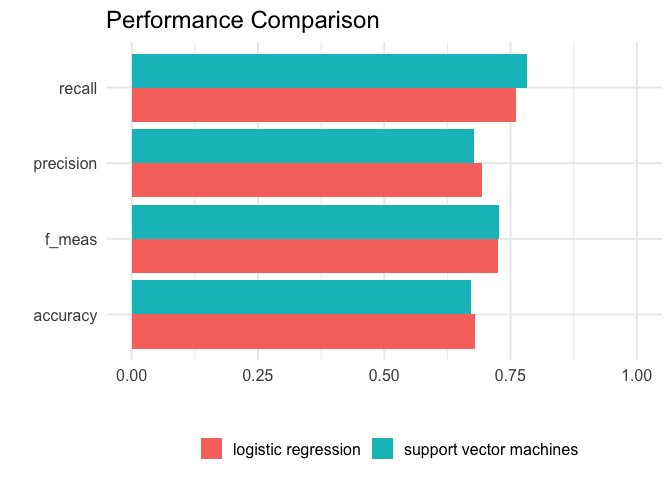 Performance Comparison
recall
precision
f_meas
accuracy
0.00 0.25 0.50 0.75 1.00
logistic regression support vector machines